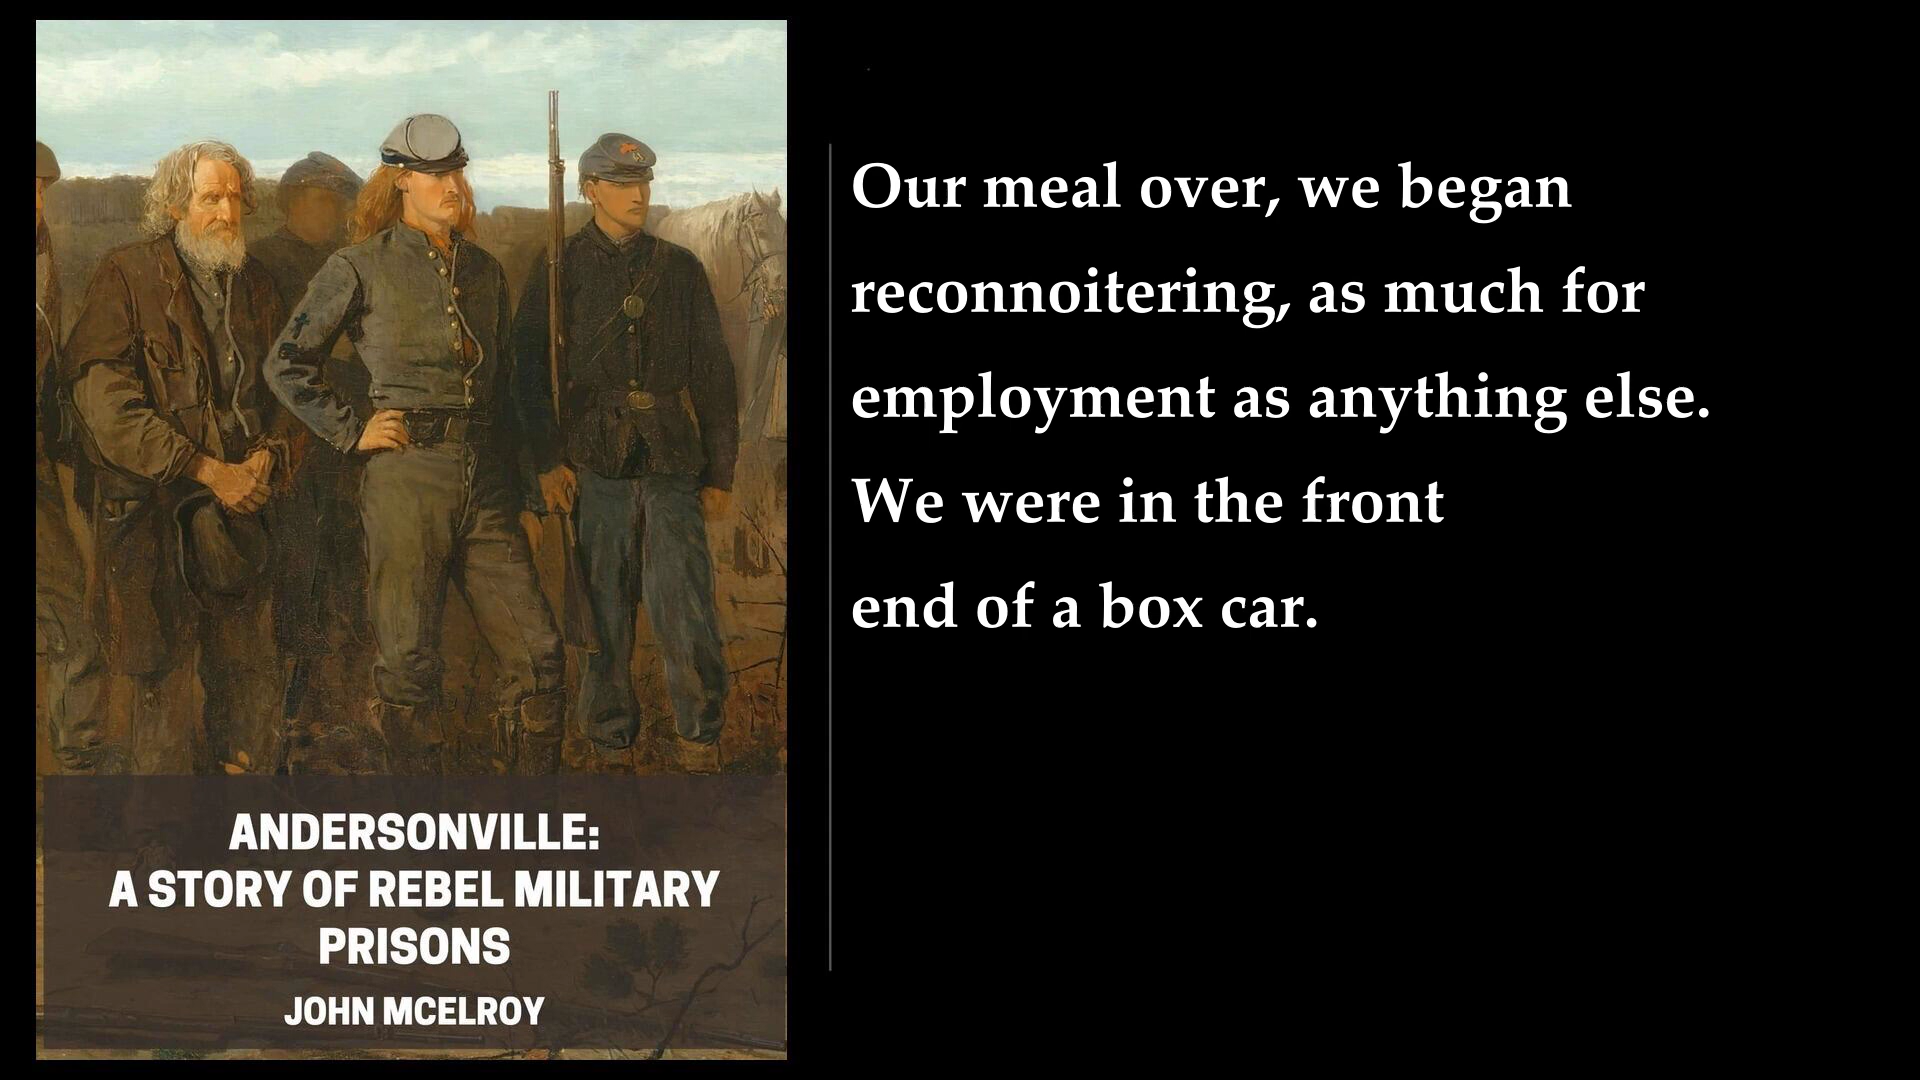 ANDERSONVILLE:
A STORY OF REBEL MILITARY
PRISONS
JOHN MCELROY
Our meal over, we began
reconnoitering, as much for
employment as anything else.
We were in the front
end of a box car.